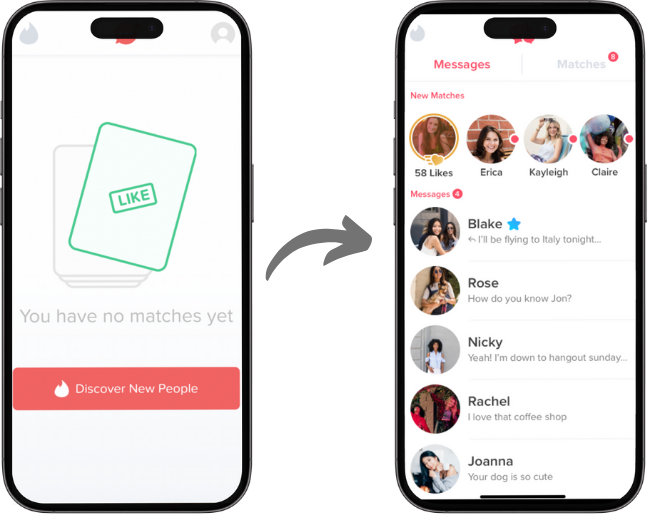 LIKE
You have no matches yet
Discover New People
Messages
Matches
8
New Matches
58 Likes
Erica
Kayleigh
Claire
Messages 4
Blake
I'll be flying to Italy tonight...
Rose
How do you know Jon?
Nicky
Yeah! I'm down to hangout sunday...
Rachel
I love that coffee shop
Joanna
Your dog is so cute